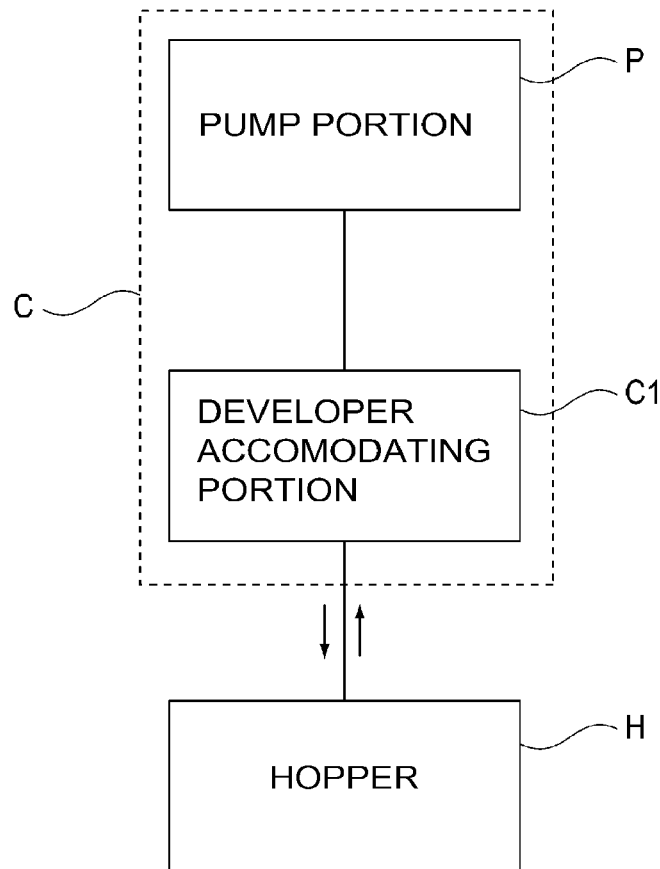 P
PUMP PORTION
C
C1
DEVELOPER
ACCOMODATING
PORTION
H
HOPPER